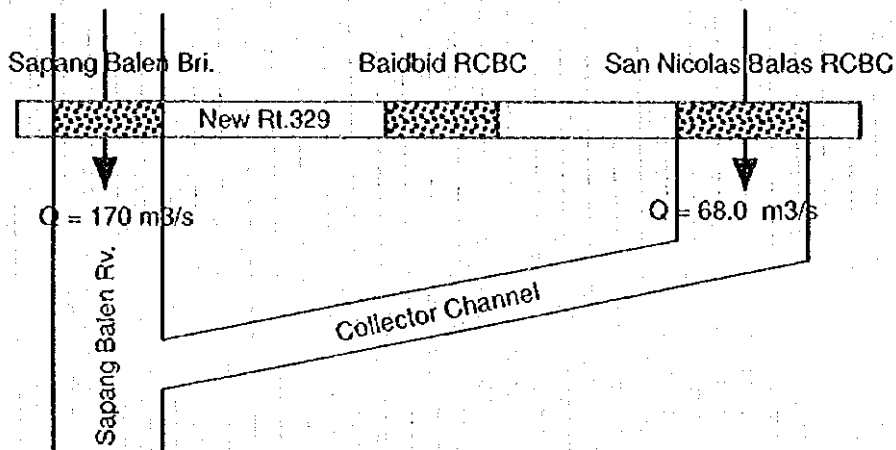 Sapang Balen Bri.
Baidbid RCBC
San Nicolas Balas RCBC
New Rt.329
Q = 170 m3/s
Q = 68.0 m3/s
Collector Channel
Sapang Balen Rv.